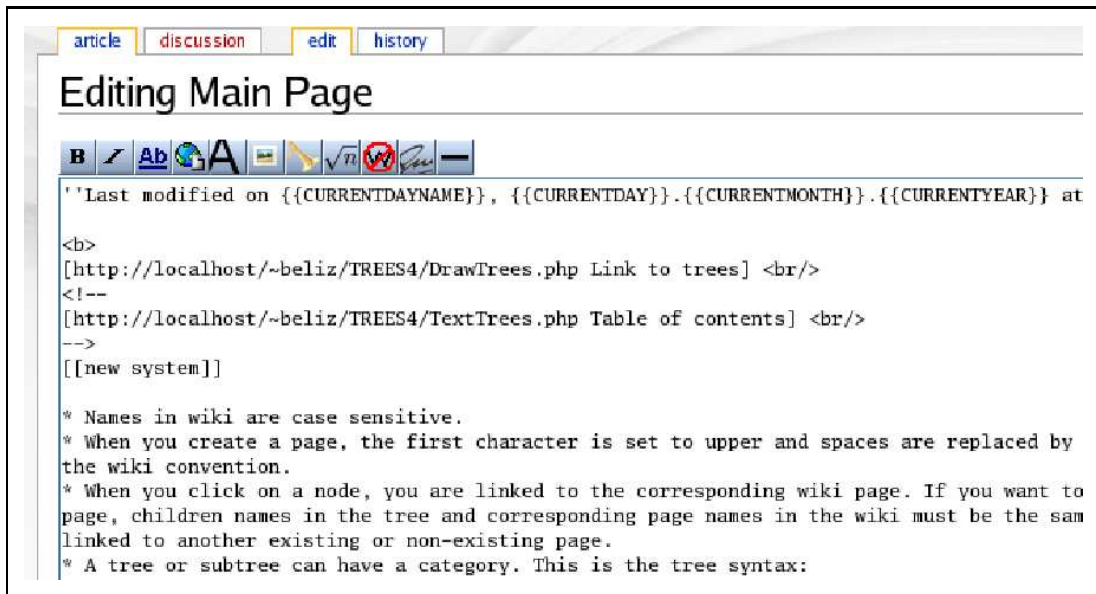 article discussion edit history
Editing Main Page
B I Ab A √n W
''Last modified on {{CURRENTDAYNAME}}, {{CURRENTDAY}}.{{CURRENTMONTH}}.{{CURRENTYEAR}} at
<b>
[http://localhost/~beliz/TREES4/DrawTrees.php Link to trees] <br/>
<!--
[http://localhost/~beliz/TREES4/TextTrees.php Table of contents] <br/>
-->
[[new system]]
* Names in wiki are case sensitive.
* When you create a page, the first character is set to upper and spaces are replaced by
the wiki convention.
* When you click on a node, you are linked to the corresponding wiki page. If you want to
page, children names in the tree and corresponding page names in the wiki must be the sam
linked to another existing or non-existing page.
* A tree or subtree can have a category. This is the tree syntax: